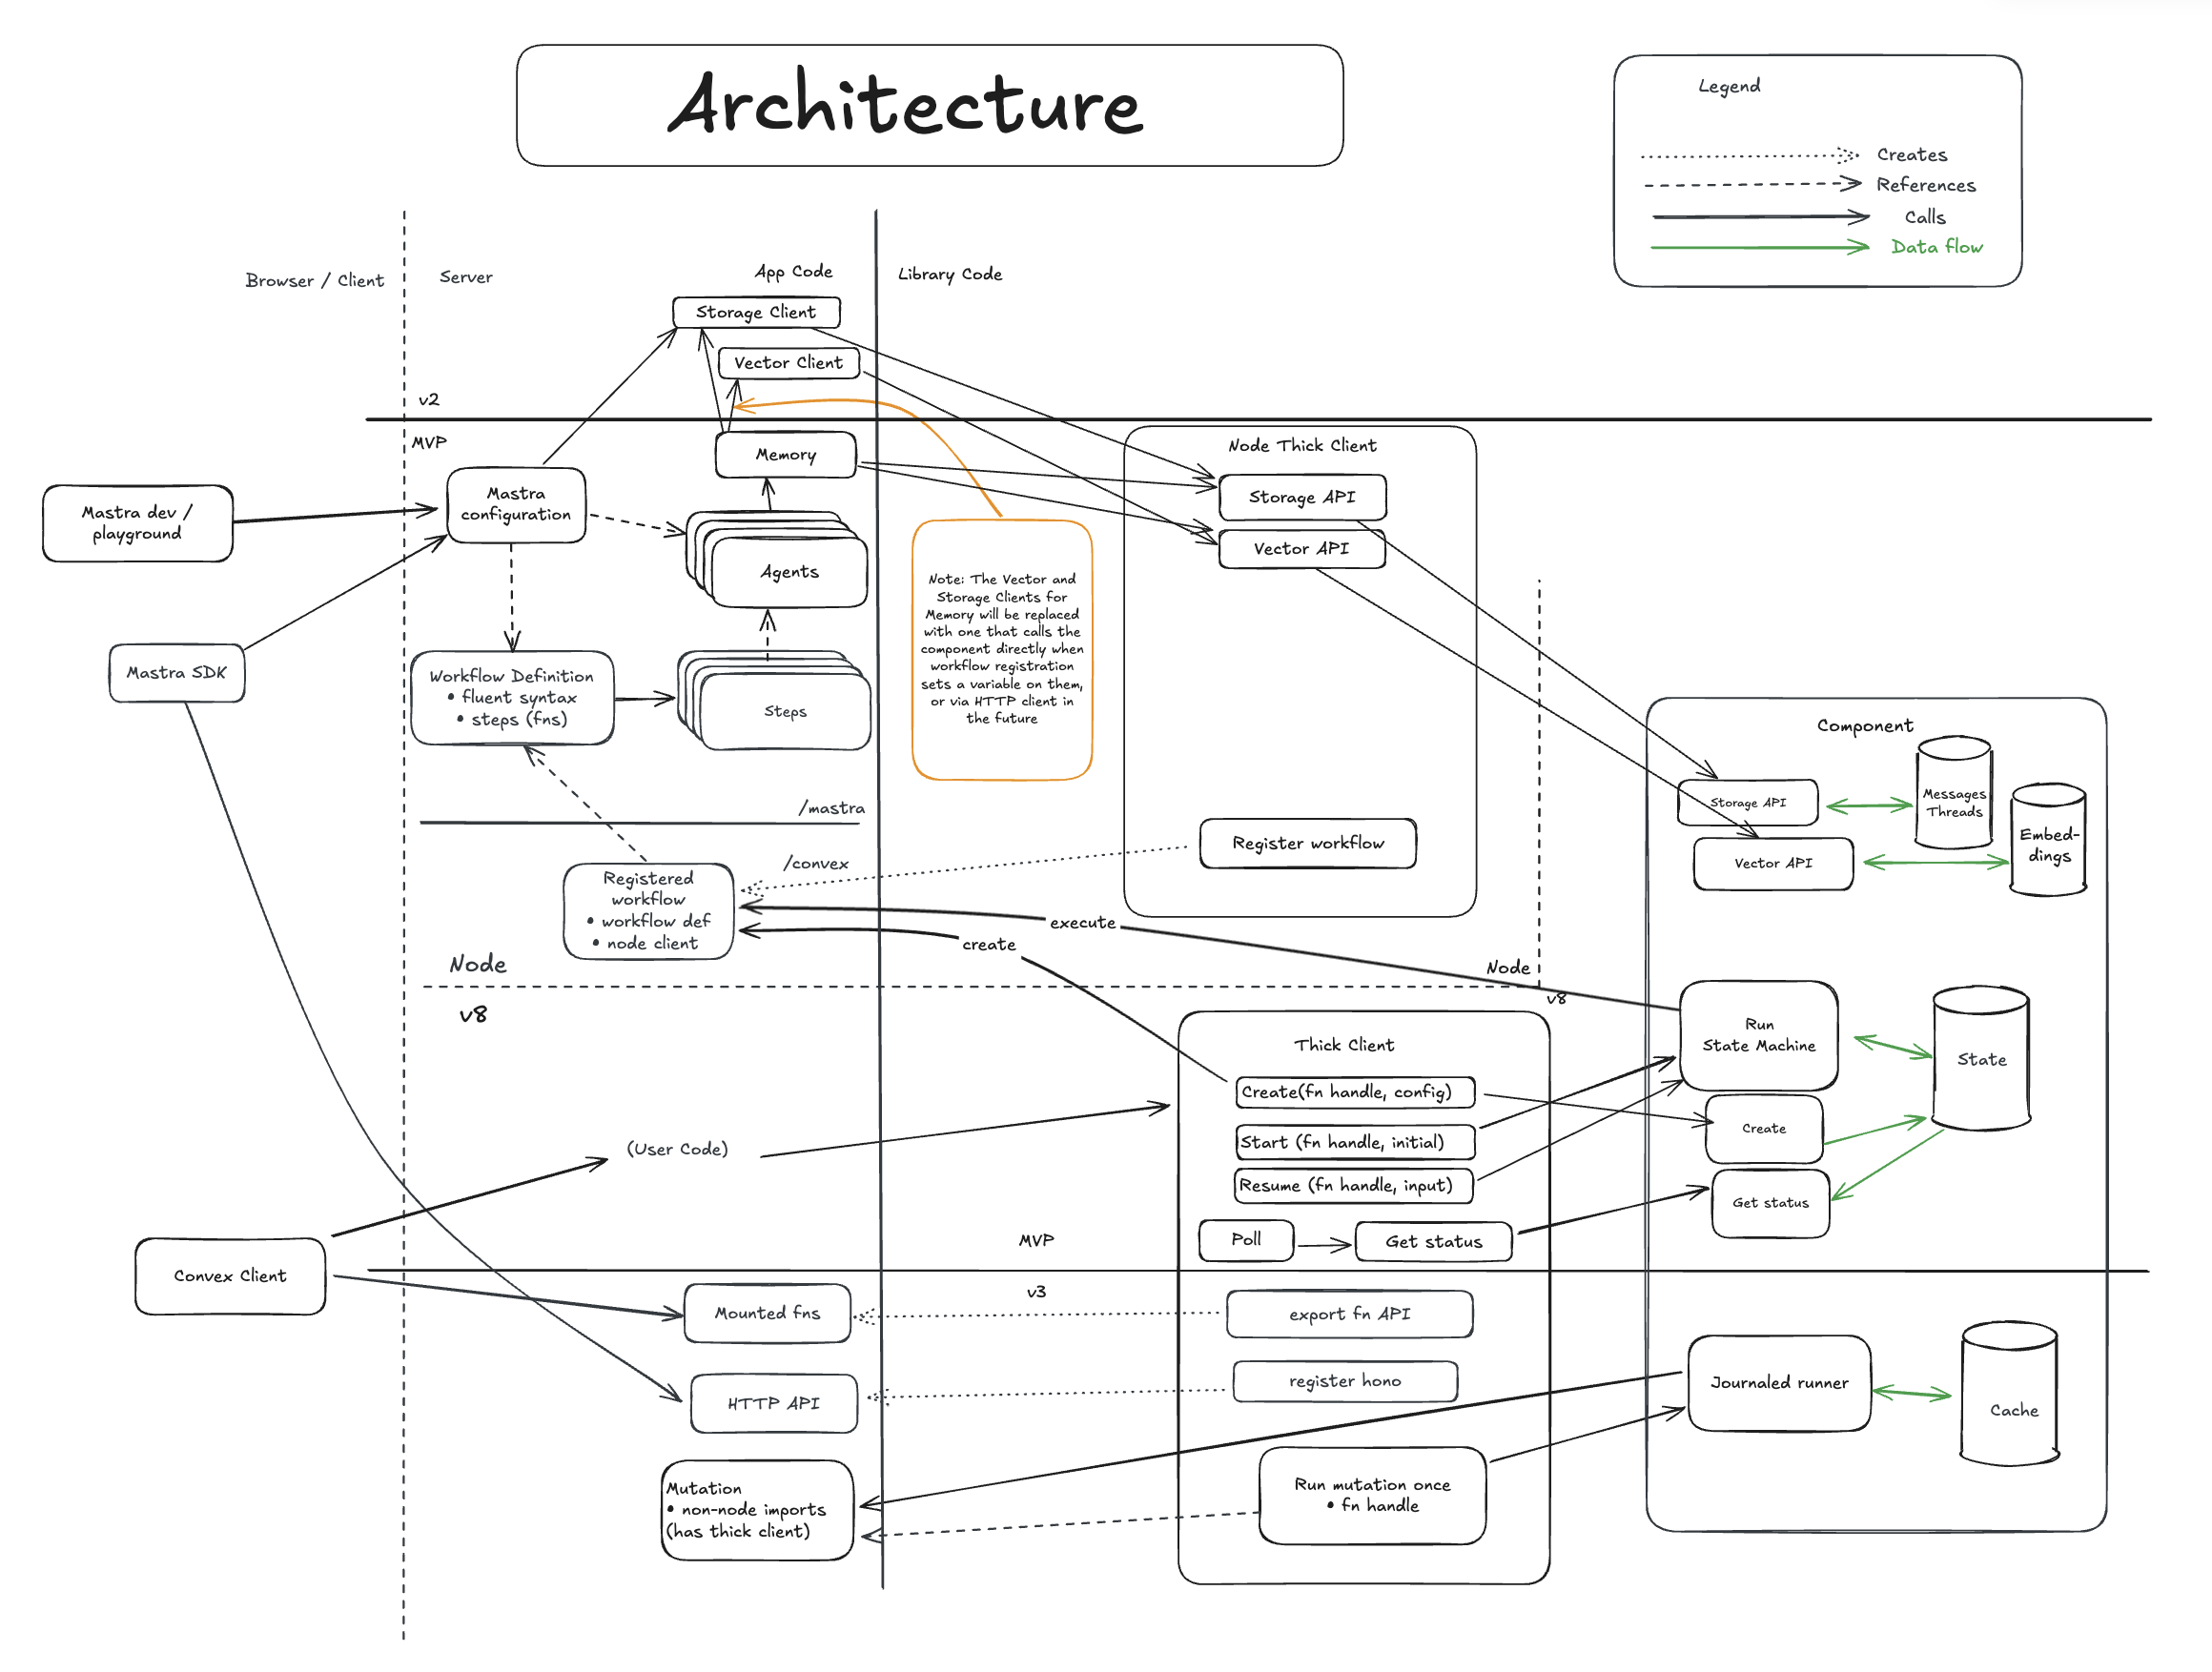 Architecture
Legend
Creates
References
Calls
Data flow
Browser / Client
Server
App Code
Library Code
Storage Client
Vector Client
v2
MVP
Memory
Node Thick Client
Mastra dev /
playground
Mastra
configuration
Storage API
Vector API
Agents
Note: The Vector and
Storage Clients for
Memory will be replaced
with one that calls the
component directly when
workflow registration
sets a variable on them,
or via HTTP client in
the future
Mastra SDK
Workflow Definition
• fluent syntax
• steps (fns)
Steps
Component
Storage API
Messages
Threads
Vector API
Embed-
dings
/mastra
/convex
Register workflow
Registered
workflow
• workflow def
• node client
execute
create
Node
Node
v8
v8
Run
State Machine
State
Thick Client
Create(fn handle, config)
Create
Start (fn handle, initial)
(User Code)
Resume (fn handle, input)
Get status
Poll
Get status
MVP
Convex Client
v3
Mounted fns
export fn API
HTTP API
register hono
Journaled runner
Cache
Mutation
• non-node imports
(has thick client)
Run mutation once
• fn handle